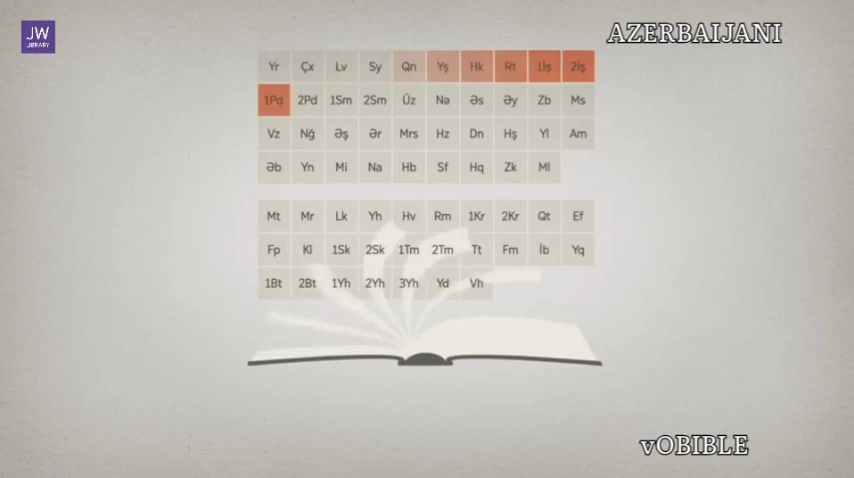 JW
LIBRARY
AZERBAIJANI
Yr Çx Lv Sy Qn Yş Hk Rt 1İş 2İş
1Pd 2Pd 1Sm 2Sm Üz Nə Əs Əy Zb Ms
Vz Nğ Əş Ər Mrs Hz Dn Hş Yl Am
Əb Yn Mi Na Hb Sf Hq Zk Ml
Mt Mr Lk Yh Hv Rm 1Kr 2Kr Qt Ef
Fp Kl 1Sk 2Sk 1Tm 2Tm Tt Fm İb Yq
1Bt 2Bt 1Yh 2Yh 3Yh Yd Vh
vOBIBLE